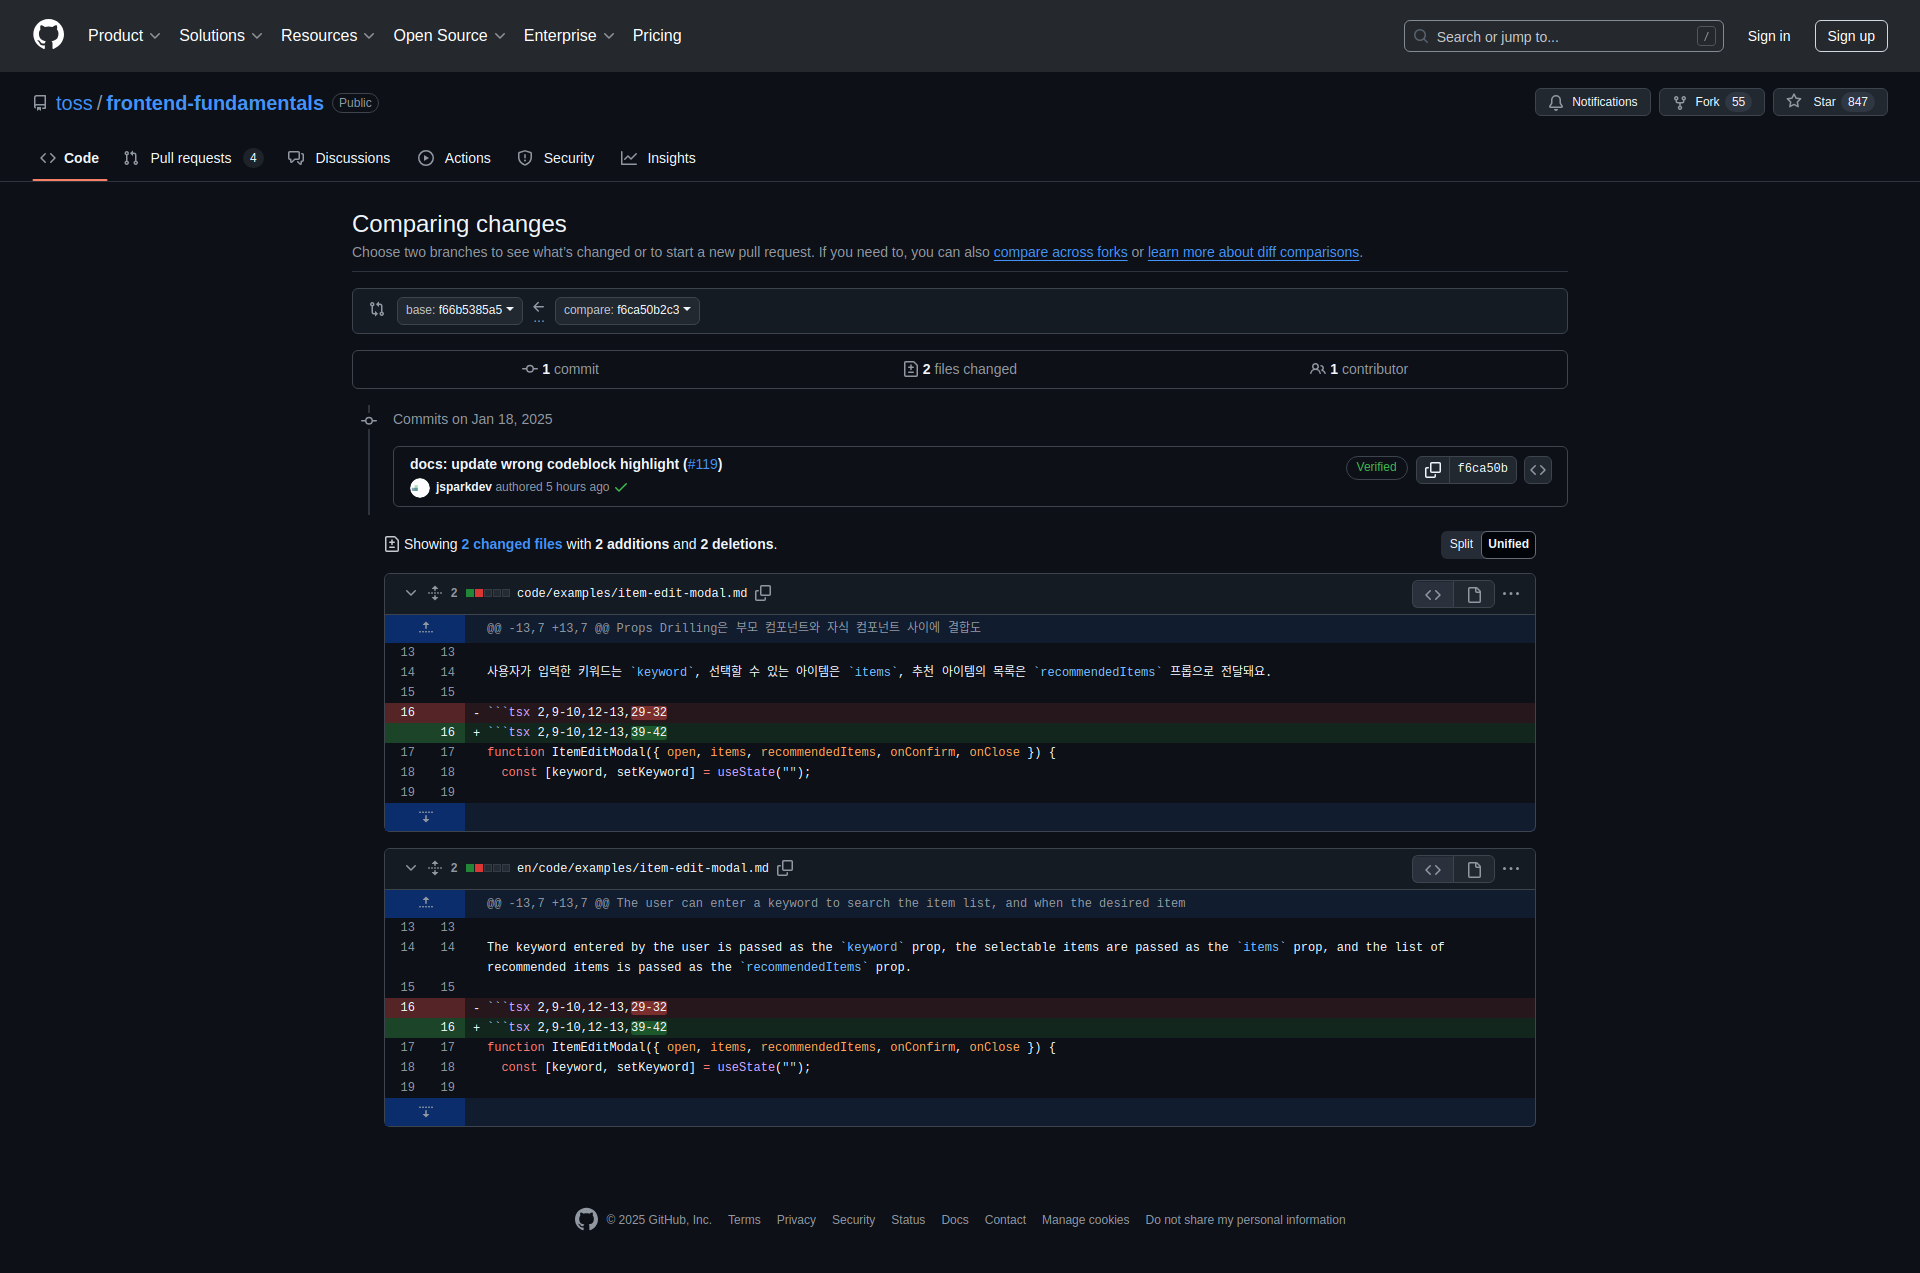 Product Solutions Resources Open Source Enterprise Pricing Search or jump to... / Sign in Sign up
toss / frontend-fundamentals Public Notifications Fork 55 Star 847
Code Pull requests 4 Discussions Actions Security Insights
Comparing changes
Choose two branches to see what's changed or to start a new pull request. If you need to, you can also compare across forks or learn more about diff comparisons.
base: f66b5385a5 ... compare: f6ca50b2c3
1 commit 2 files changed 1 contributor
Commits on Jan 18, 2025
docs: update wrong codeblock highlight (#119) Verified f6ca50b
jsparkdev authored 5 hours ago
Showing 2 changed files with 2 additions and 2 deletions. Split Unified
2 code/examples/item-edit-modal.md
@@ -13,7 +13,7 @@ Props Drilling은 부모 컴포넌트와 자식 컴포넌트 사이에 결합도
13 13
14 14 사용자가 입력한 키워드는 `keyword`, 선택할 수 있는 아이템은 `items`, 추천 아이템의 목록은 `recommendedItems` 프롭으로 전달돼요.
15 15
16 - ```tsx 2,9-10,12-13,29-32
16 + ```tsx 2,9-10,12-13,39-42
17 17 function ItemEditModal({ open, items, recommendedItems, onConfirm, onClose }) {
18 18 const [keyword, setKeyword] = useState("");
19 19
2 en/code/examples/item-edit-modal.md
@@ -13,7 +13,7 @@ The user can enter a keyword to search the item list, and when the desired item
13 13
14 14 The keyword entered by the user is passed as the `keyword` prop, the selectable items are passed as the `items` prop, and the list of
recommended items is passed as the `recommendedItems` prop.
15 15
16 - ```tsx 2,9-10,12-13,29-32
16 + ```tsx 2,9-10,12-13,39-42
17 17 function ItemEditModal({ open, items, recommendedItems, onConfirm, onClose }) {
18 18 const [keyword, setKeyword] = useState("");
19 19
© 2025 GitHub, Inc. Terms Privacy Security Status Docs Contact Manage cookies Do not share my personal information